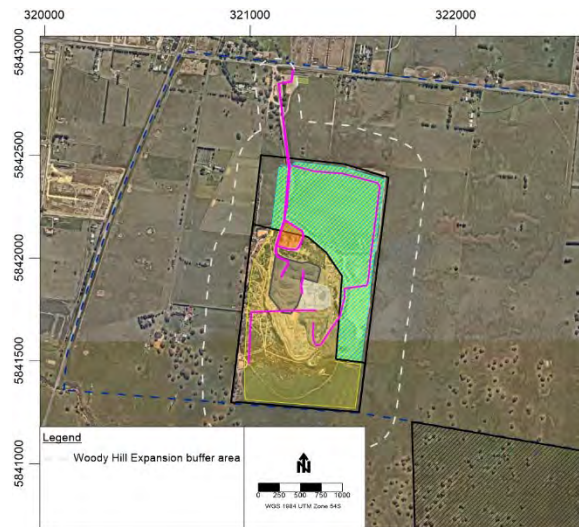 320000
321000
322000
5843000
5842500
5842000
5841500
5841000
Legend
Woody Hill Expansion buffer area
N
0 250 500 750 1000
WGS 1984 UTM Zone 54S